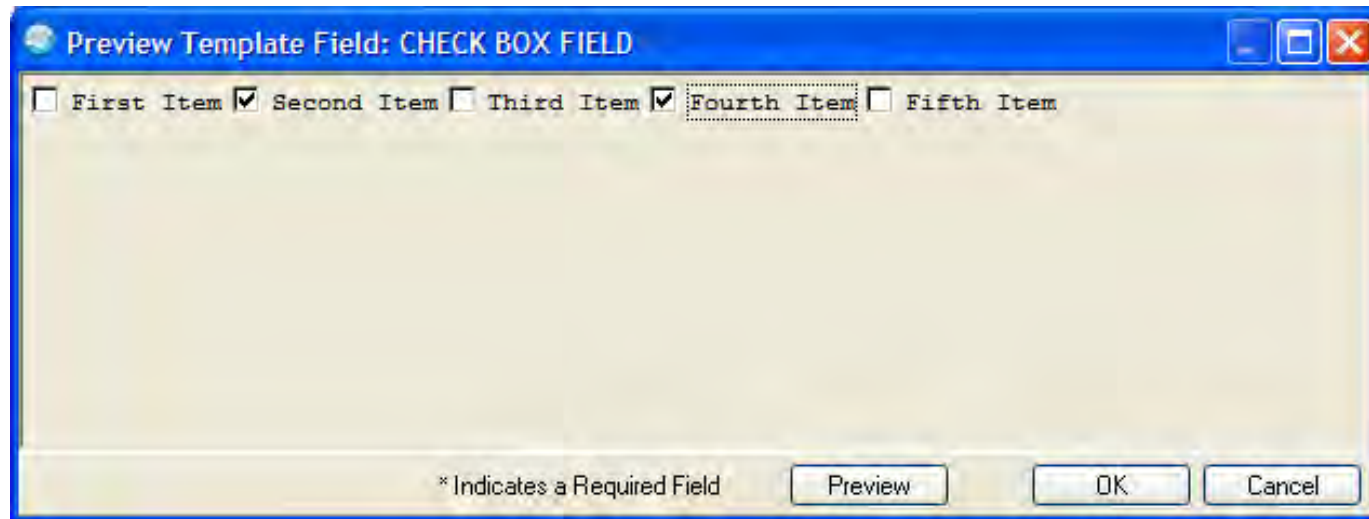 Preview Template Field: CHECK BOX FIELD
First Item Second Item Third Item Fourth Item Fifth Item
* Indicates a Required Field Preview OK Cancel